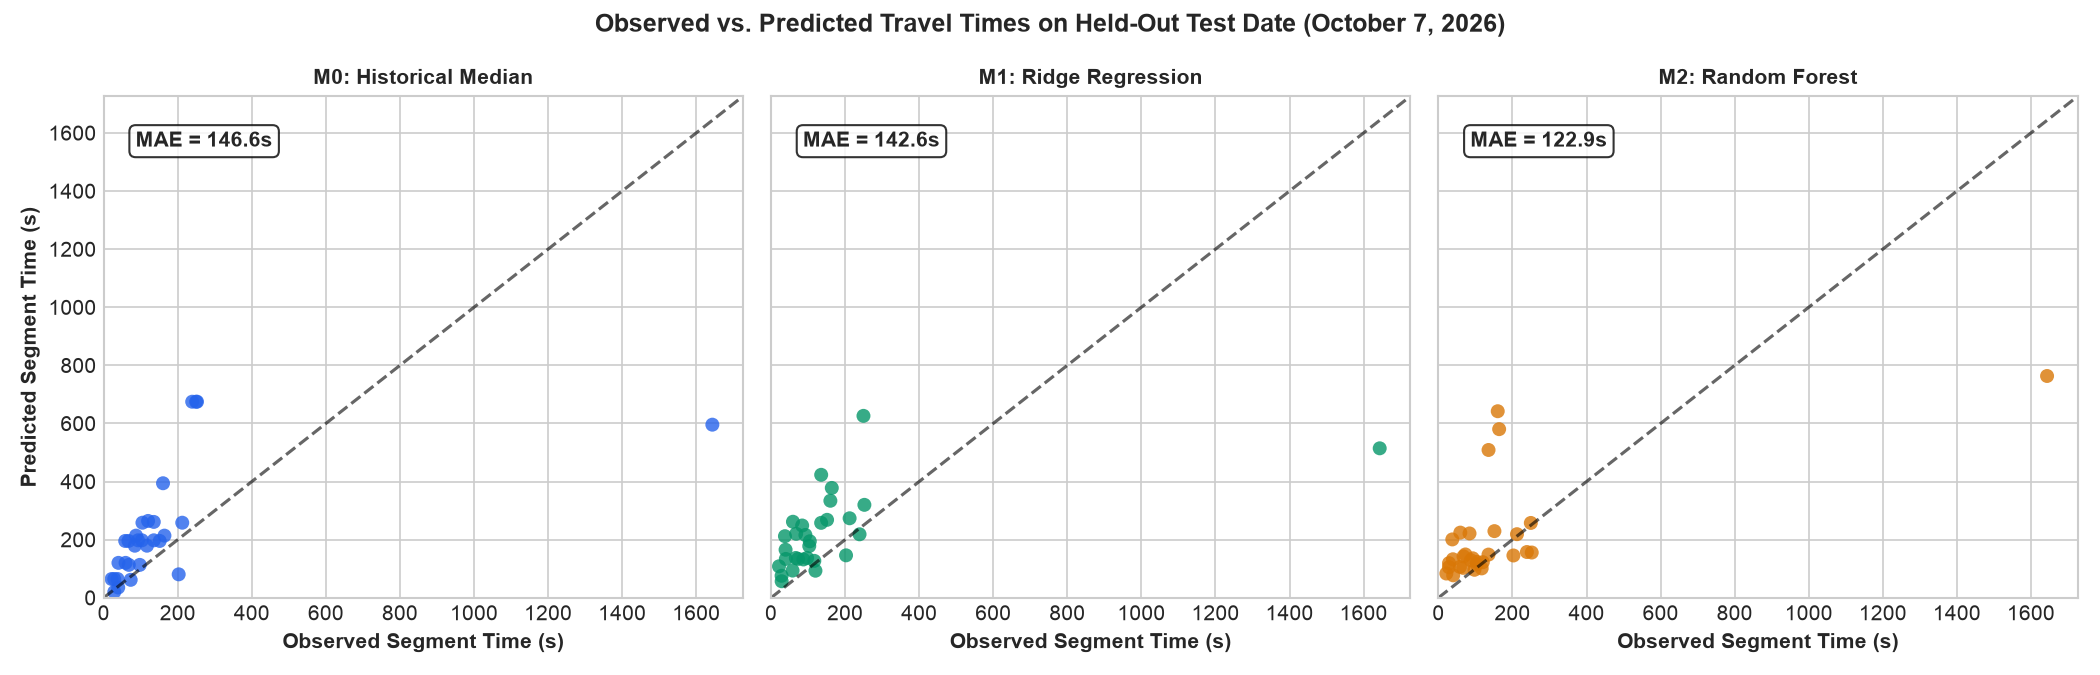 Observed vs. Predicted Travel Times on Held-Out Test Date (October 7, 2026)
M0: Historical Median
M1: Ridge Regression
M2: Random Forest
MAE = 146.6s
MAE = 142.6s
MAE = 122.9s
Predicted Segment Time (s)
1600
1400
1200
1000
800
600
400
200
0
0 200 400 600 800 1000 1200 1400 1600
0 200 400 600 800 1000 1200 1400 1600
0 200 400 600 800 1000 1200 1400 1600
Observed Segment Time (s)
Observed Segment Time (s)
Observed Segment Time (s)